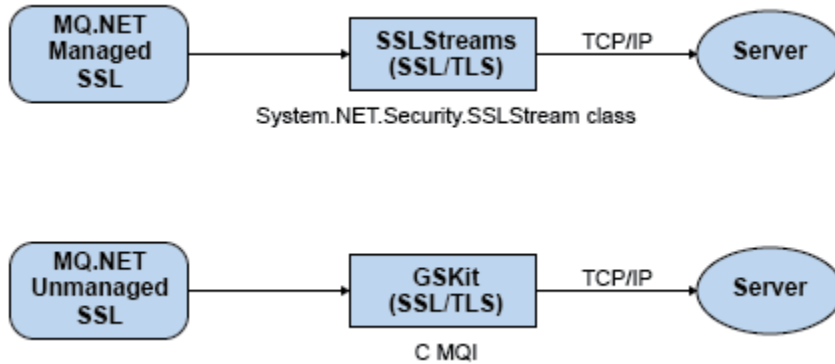 MQ.NET
Managed
SSL
SSLStreams
(SSL/TLS)
TCP/IP
Server
System.NET.Security.SSLStream class
MQ.NET
Unmanaged
SSL
GSKit
(SSL/TLS)
TCP/IP
Server
C MQI